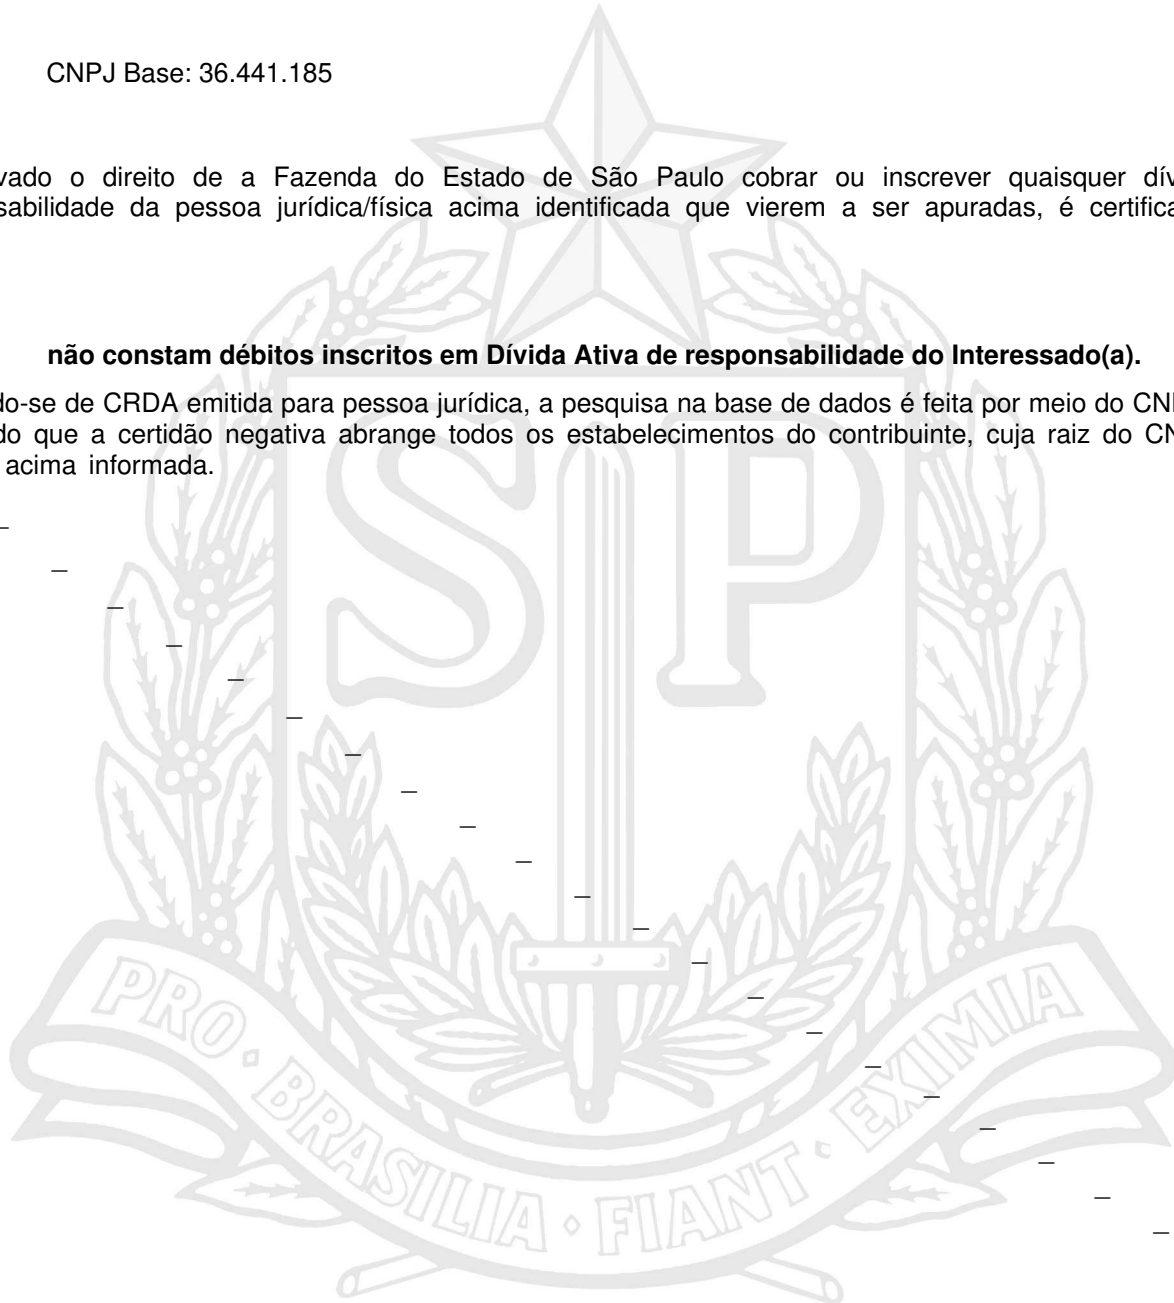 CNPJ Base: 36.441.185
vado o direito de a Fazenda do Estado de São Paulo cobrar ou inscrever quaisquer dív
sabilidade da pessoa jurídica/física acima identificada que vierem a ser apuradas, é certifica
não constam débitos inscritos em Dívida Ativa de responsabilidade do Interessado(a).
do-se de CRDA emitida para pessoa jurídica, a pesquisa na base de dados é feita por meio do CN
do que a certidão negativa abrange todos os estabelecimentos do contribuinte, cuja raiz do CN
acima informada.
SP
PRO • BRASILIA • FIANT • EXIMIA